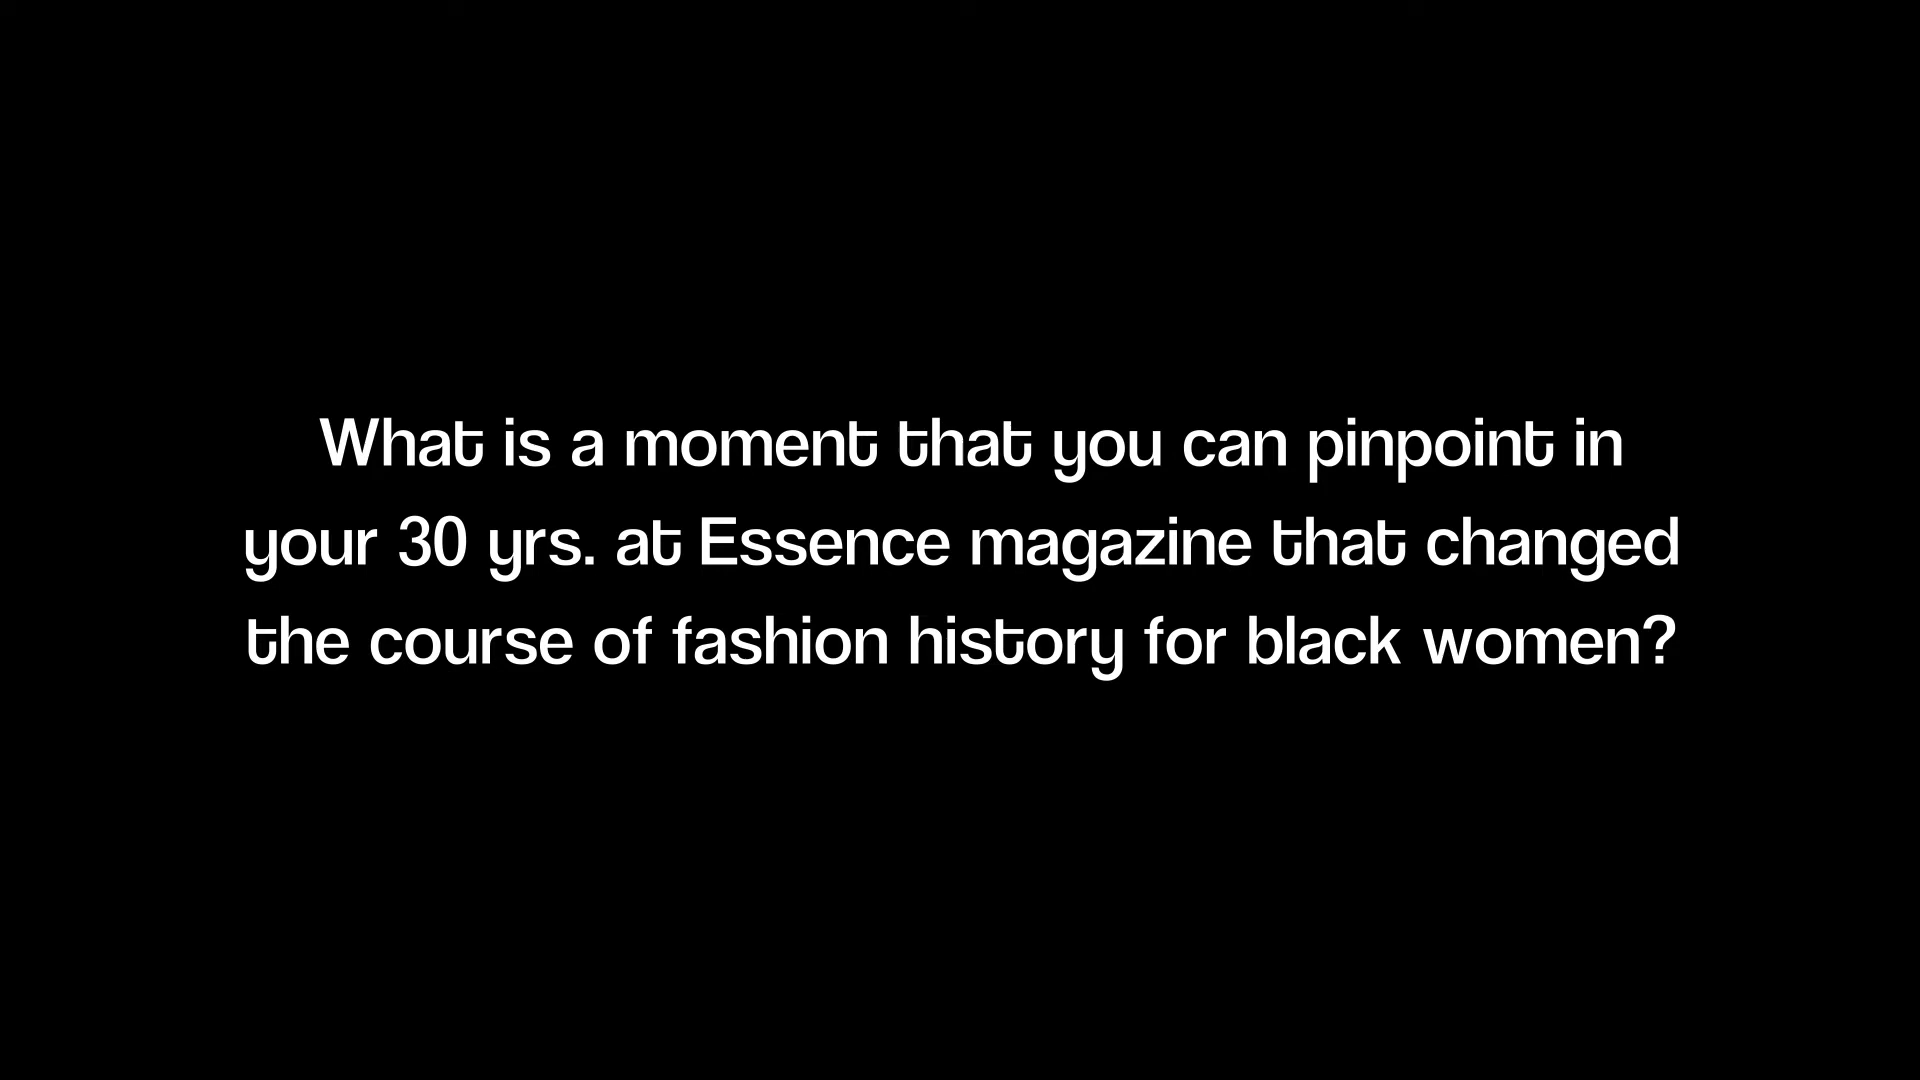 What is a moment that you can pinpoint in
your 30 yrs. at Essence magazine that changed
the course of fashion history for black women?